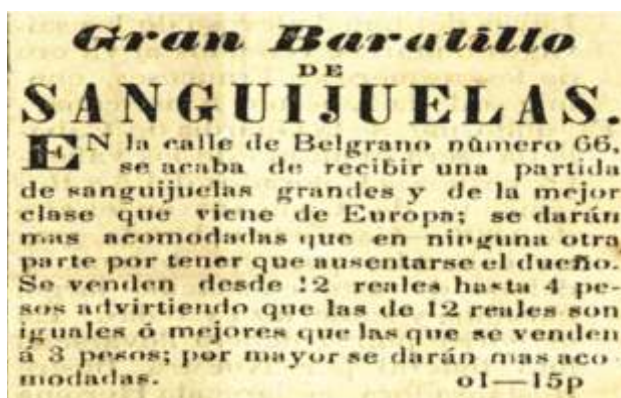 Gran Baratillo
DE
SANGUIJUELAS.
EN la calle de Belgrano número 66,
se acaba de recibir una partida
de sanguijuelas grandes y de la mejor
clase que viene de Europa; se darán
mas acomodadas que en ninguna otra
parte por tener que ausentarse el dueño.
Se venden desde 12 reales hasta 4 pe-
sos advirtiendo que las de 12 reales son
iguales ó mejores que las que se venden
á 3 pesos; por mayor se darán mas aco-
modadas. o1—15p